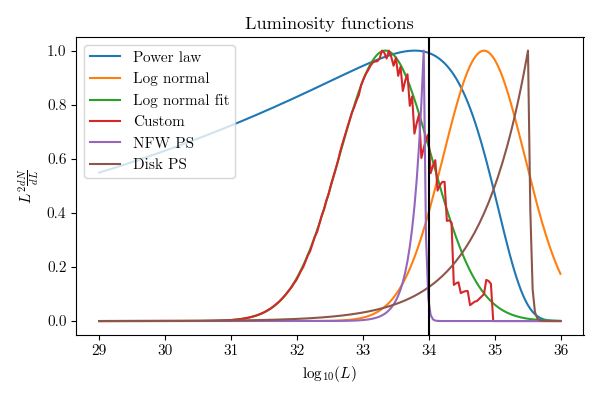 Luminosity functions
L² dN/dL
1.0
0.8
0.6
0.4
0.2
0.0
Power law
Log normal
Log normal fit
Custom
NFW PS
Disk PS
29 30 31 32 33 34 35 36
log₁₀(L)